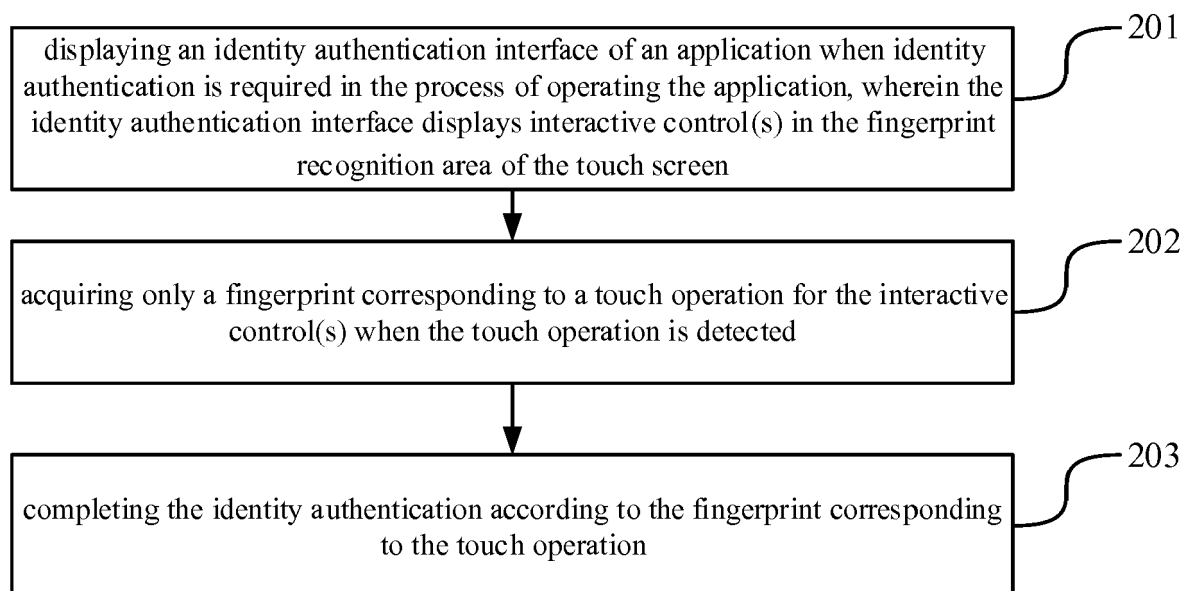 displaying an identity authentication interface of an application when identity
authentication is required in the process of operating the application, wherein the
identity authentication interface displays interactive control(s) in the fingerprint
recognition area of the touch screen
201
acquiring only a fingerprint corresponding to a touch operation for the interactive
control(s) when the touch operation is detected
202
completing the identity authentication according to the fingerprint corresponding
to the touch operation
203